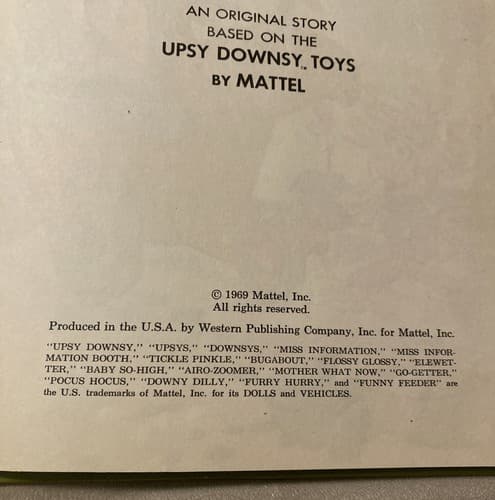 AN ORIGINAL STORY
BASED ON THE
UPSY DOWNSY™ TOYS
BY MATTEL
© 1969 Mattel, Inc.
All rights reserved.
Produced in the U.S.A. by Western Publishing Company, Inc. for Mattel, Inc.
"UPSY DOWNSY," "UPSYS," "DOWNSYS," "MISS INFORMATION," "MISS INFOR-
MATION BOOTH," "TICKLE PINKLE," "BUGABOUT," "FLOSSY GLOSSY," "ELEWET-
TER," "BABY SO-HIGH," "AIRO-ZOOMER," "MOTHER WHAT NOW," "GO-GETTER,"
"POCUS HOCUS," "DOWNY DILLY," "FURRY HURRY," and "FUNNY FEEDER" are
the U.S. trademarks of Mattel, Inc. for its DOLLS and VEHICLES.